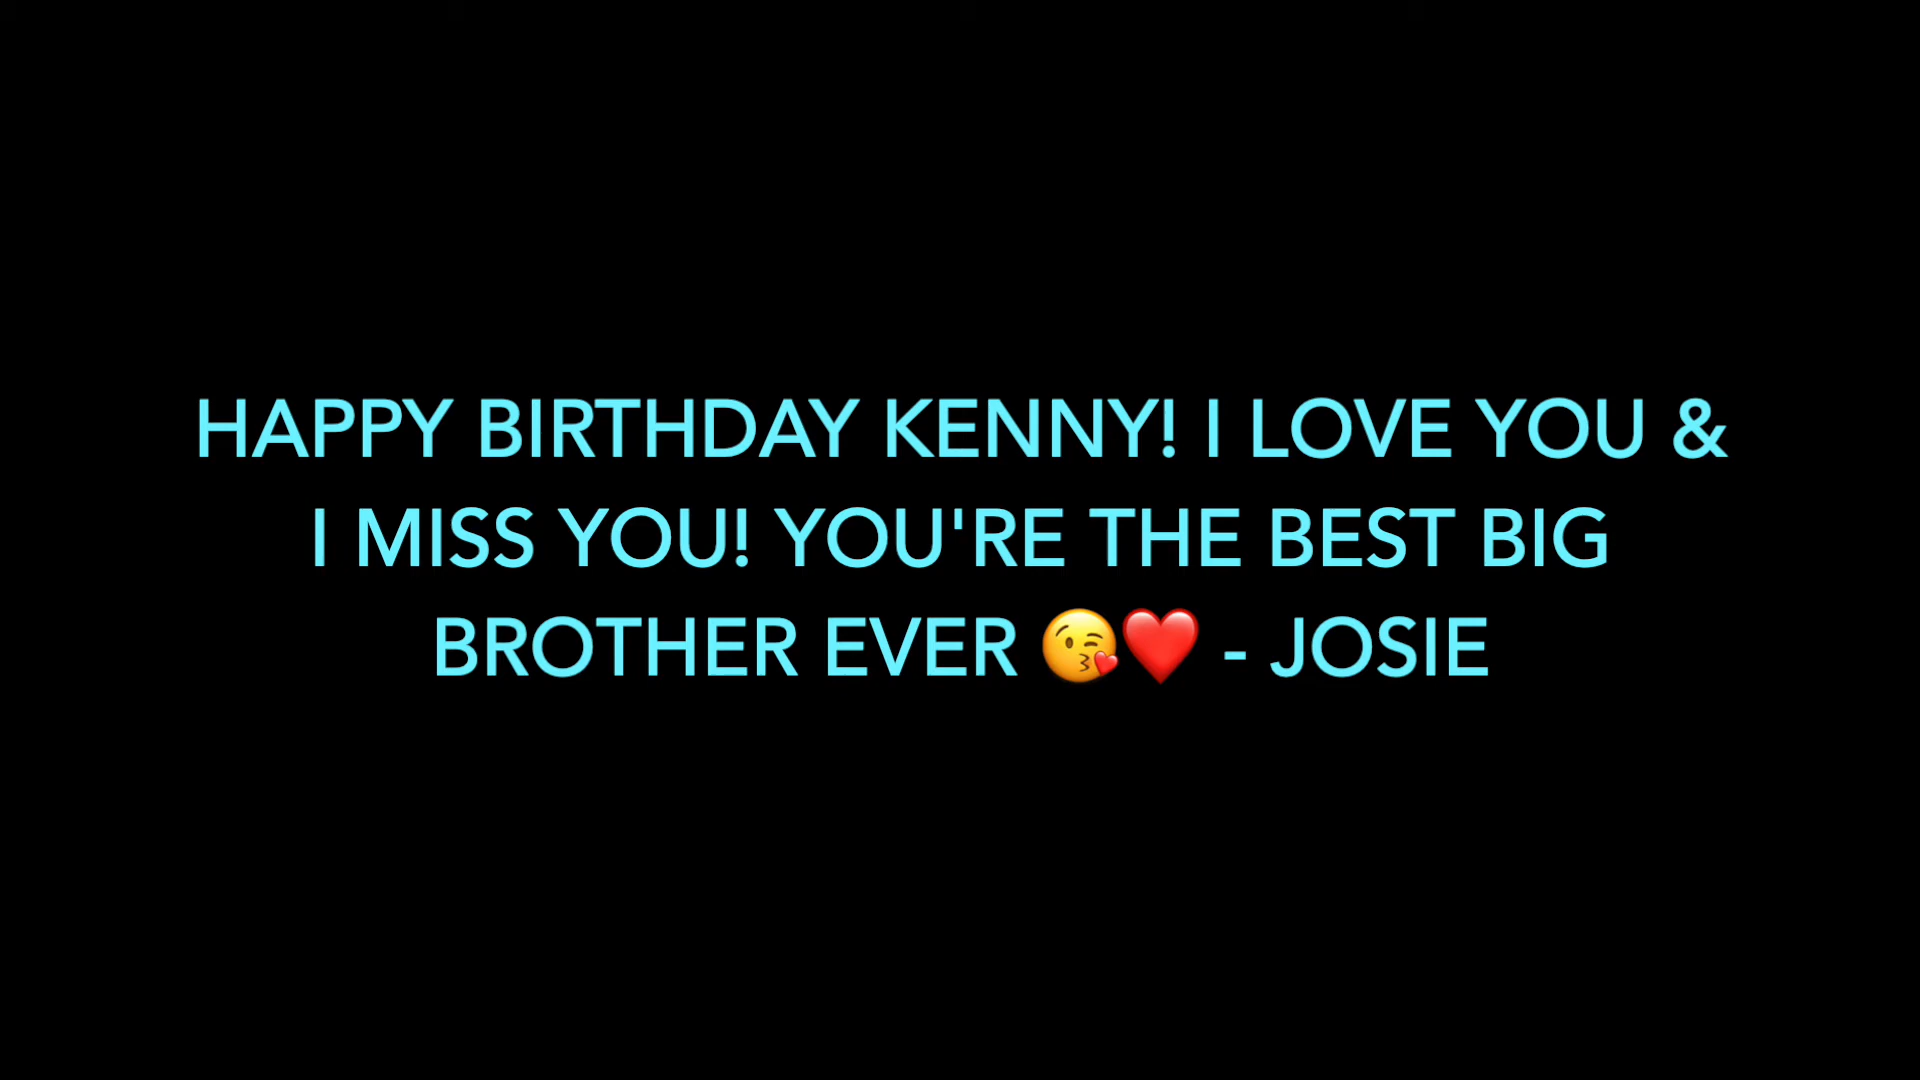 HAPPY BIRTHDAY KENNY! I LOVE YOU &
I MISS YOU! YOU'RE THE BEST BIG
BROTHER EVER 😘❤️ - JOSIE